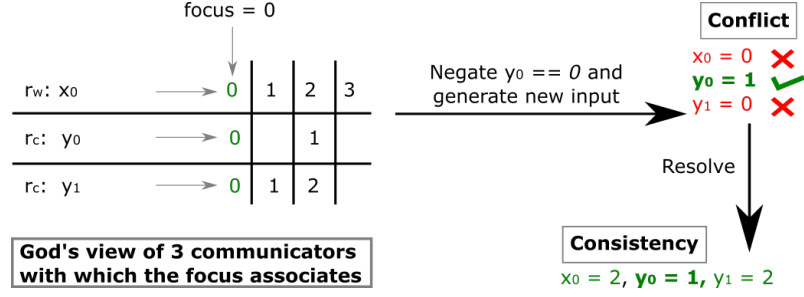 focus = 0
rw: x0 0 1 2 3
rc: y0 0 1
rc: y1 0 1 2
God's view of 3 communicators
with which the focus associates
Negate y0 == 0 and
generate new input
Conflict
x0 = 0
y0 = 1
y1 = 0
Resolve
Consistency
x0 = 2, y0 = 1, y1 = 2